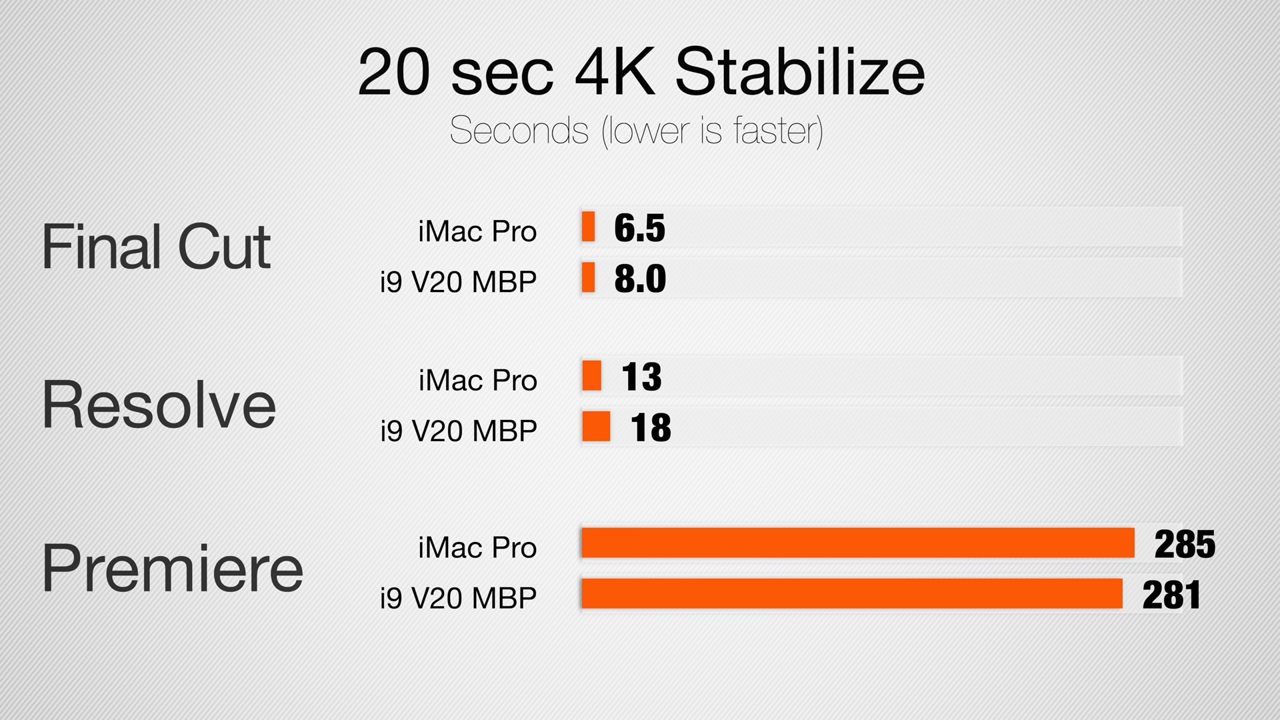 20 sec 4K Stabilize
Seconds (lower is faster)
Final Cut
iMac Pro 6.5
i9 V20 MBP 8.0
Resolve
iMac Pro 13
i9 V20 MBP 18
Premiere
iMac Pro 285
i9 V20 MBP 281